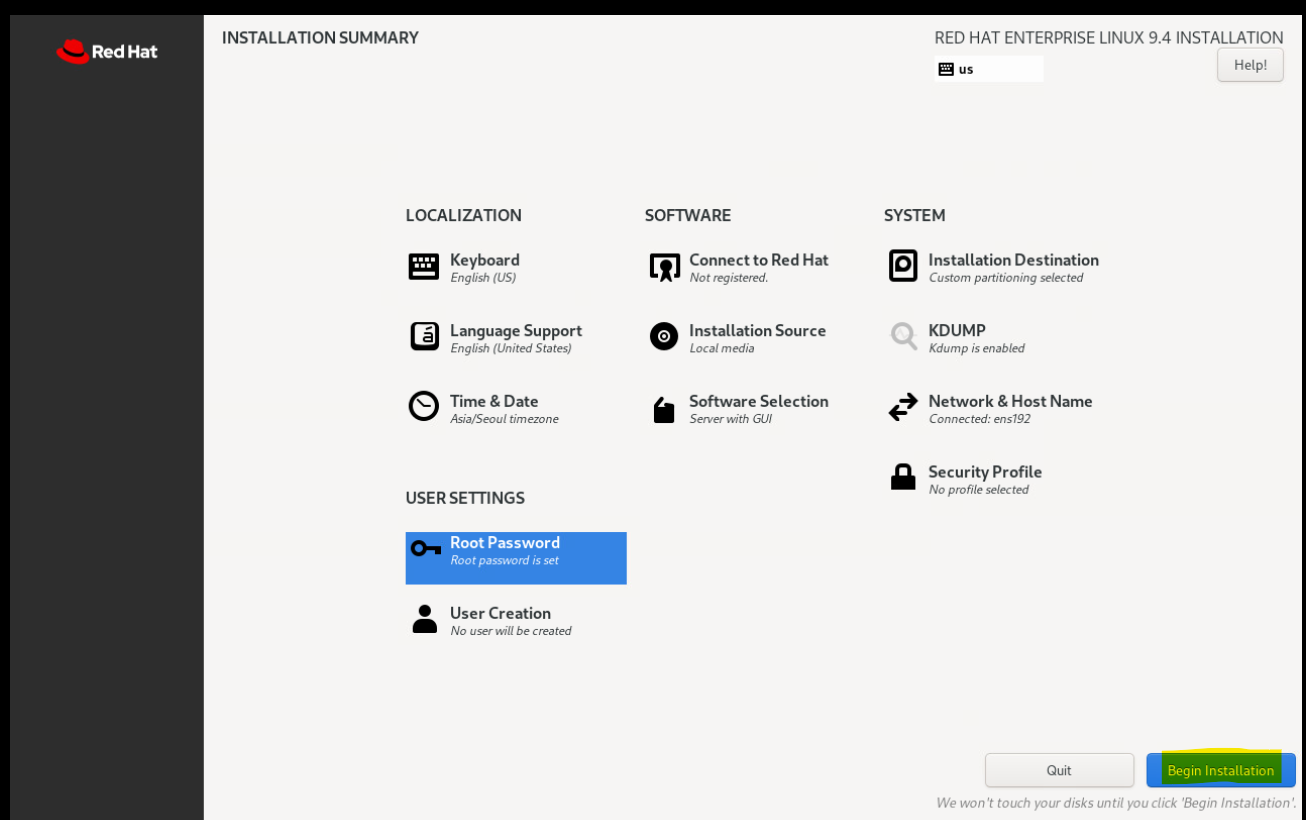 Red Hat
INSTALLATION SUMMARY
RED HAT ENTERPRISE LINUX 9.4 INSTALLATION
us
Help!
LOCALIZATION
Keyboard
English (US)
Language Support
English (United States)
Time & Date
Asia/Seoul timezone
SOFTWARE
Connect to Red Hat
Not registered.
Installation Source
Local media
Software Selection
Server with GUI
SYSTEM
Installation Destination
Custom partitioning selected
KDUMP
Kdump is enabled
Network & Host Name
Connected: ens192
Security Profile
No profile selected
USER SETTINGS
Root Password
Root password is set
User Creation
No user will be created
Quit
Begin Installation
We won't touch your disks until you click 'Begin Installation'.